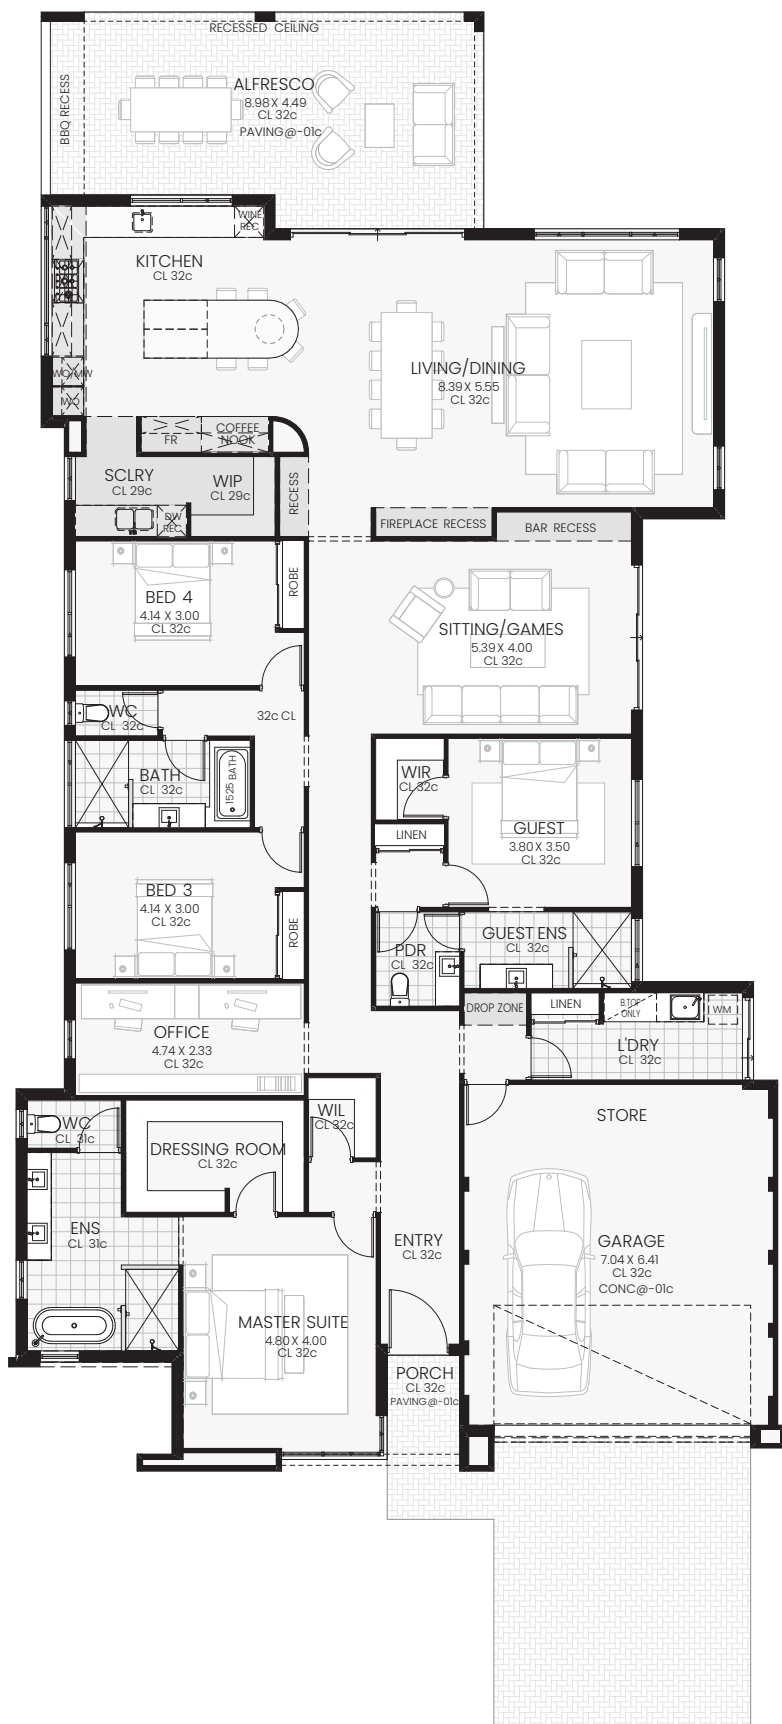 RECESSED CEILING
BBQ RECESS
ALFRESCO
8.98 X 4.49
CL 32c
PAVING@-01c
WINE
REC
KITCHEN
CL 32c
WO/MW
WO
LIVING/DINING
8.39 X 5.55
CL 32c
FR
COFFEE
NOOK
SCLRY
CL 29c
WIP
CL 29c
RECESS
DW
REC
FIREPLACE RECESS
BAR RECESS
BED 4
4.14 X 3.00
CL 32c
ROBE
SITTING/GAMES
5.39 X 4.00
CL 32c
WC
CL 32c
32c CL
BATH
CL 32c
1525 BATH
WIR
CL 32c
LINEN
GUEST
3.80 X 3.50
CL 32c
BED 3
4.14 X 3.00
CL 32c
ROBE
PDR
CL 32c
GUEST ENS
CL 32c
OFFICE
4.74 X 2.33
CL 32c
DROP ZONE
LINEN
B.TOP
ONLY
WM
L'DRY
CL 32c
WC
CL 31c
DRESSING ROOM
CL 32c
WIL
CL 32c
STORE
ENS
CL 31c
ENTRY
CL 32c
GARAGE
7.04 X 6.41
CL 32c
CONC@-01c
MASTER SUITE
4.80 X 4.00
CL 32c
PORCH
CL 32c
PAVING@-01c